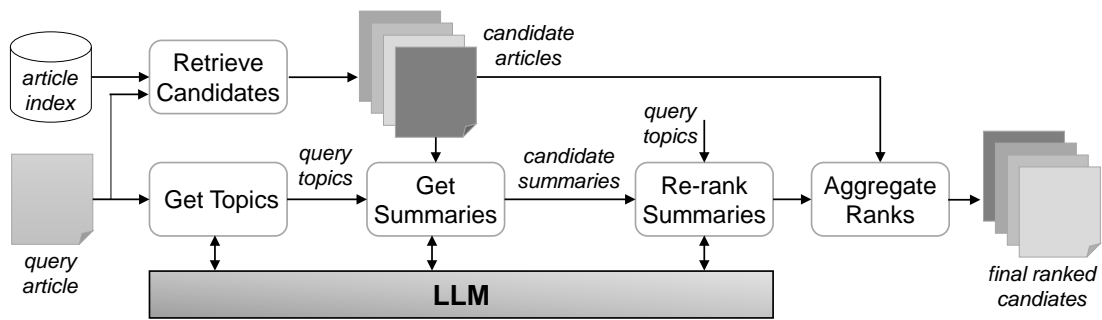 article
index
Retrieve
Candidates
candidate
articles
query
topics
query
article
Get Topics
query
topics
Get
Summaries
candidate
summaries
Re-rank
Summaries
Aggregate
Ranks
final ranked
candiates
LLM